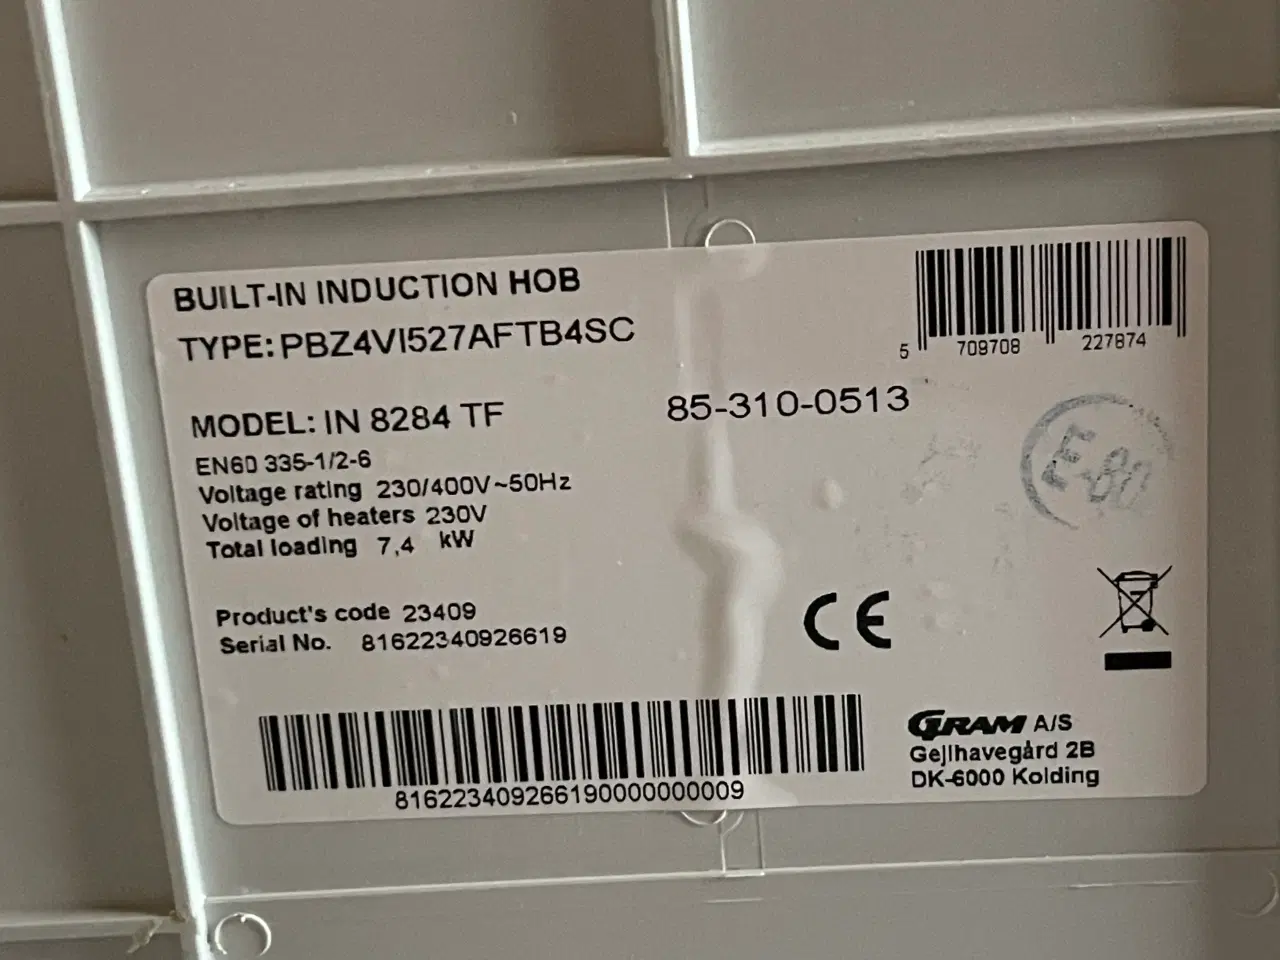 BUILT-IN INDUCTION HOB
TYPE: PBZ4VI527AFTB4SC
5 709708 227874
MODEL: IN 8284 TF
85-310-0513
EN60 335-1/2-6
Voltage rating 230/400V~50Hz
Voltage of heaters 230V
Total loading 7,4 kW
E-80
Product's code 23409
Serial No. 81622340926619
CE
816223409266190000000009
GRAM A/S
Gejlhavegård 2B
DK-6000 Kolding